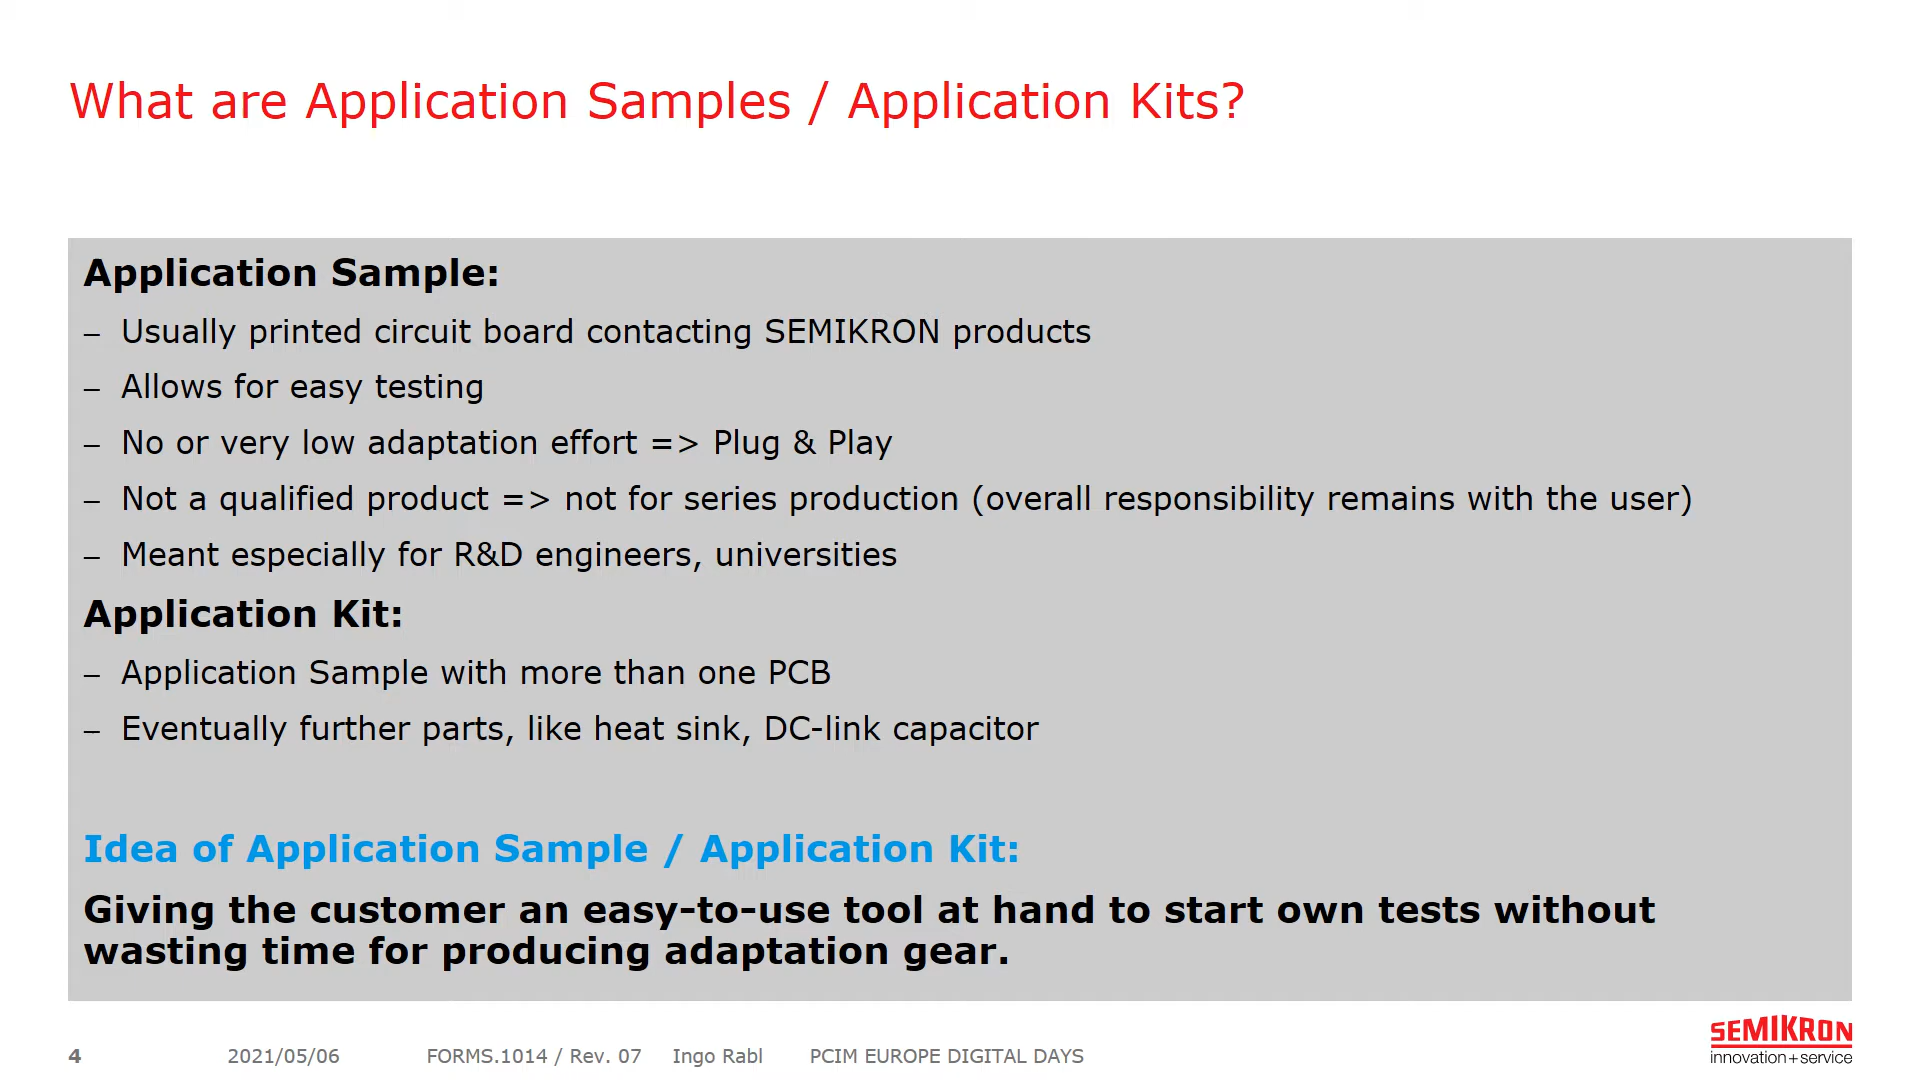 What are Application Samples / Application Kits?
Application Sample:
– Usually printed circuit board contacting SEMIKRON products
– Allows for easy testing
– No or very low adaptation effort => Plug & Play
– Not a qualified product => not for series production (overall responsibility remains with the user)
– Meant especially for R&D engineers, universities
Application Kit:
– Application Sample with more than one PCB
– Eventually further parts, like heat sink, DC-link capacitor
Idea of Application Sample / Application Kit:
Giving the customer an easy-to-use tool at hand to start own tests without
wasting time for producing adaptation gear.
4 2021/05/06 FORMS.1014 / Rev. 07 Ingo Rabl PCIM EUROPE DIGITAL DAYS
SEMIKRON
innovation+service